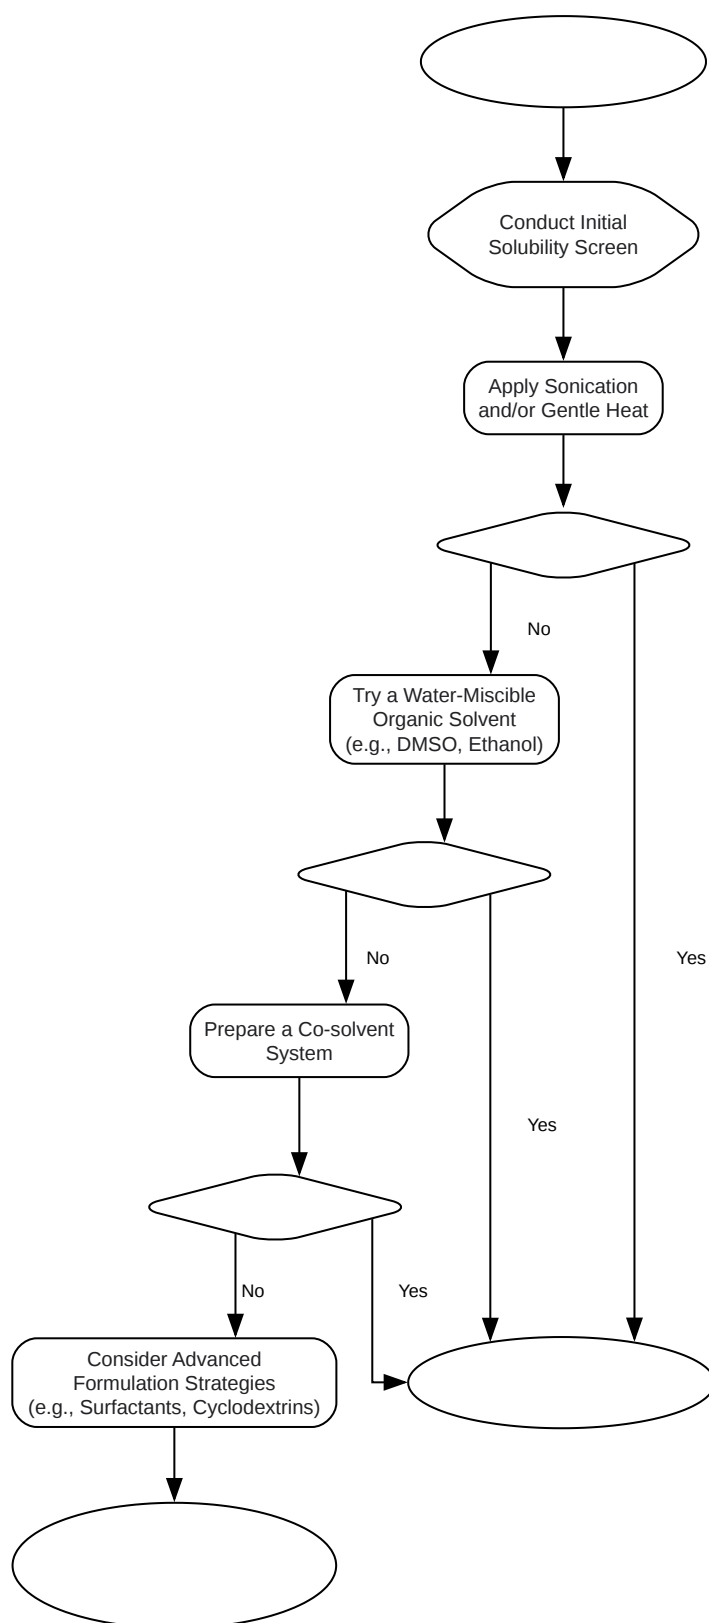 Conduct Initial
Solubility Screen
Apply Sonication
and/or Gentle Heat
No
Try a Water-Miscible
Organic Solvent
(e.g., DMSO, Ethanol)
No
Yes
Prepare a Co-solvent
System
Yes
No
Yes
Consider Advanced
Formulation Strategies
(e.g., Surfactants, Cyclodextrins)